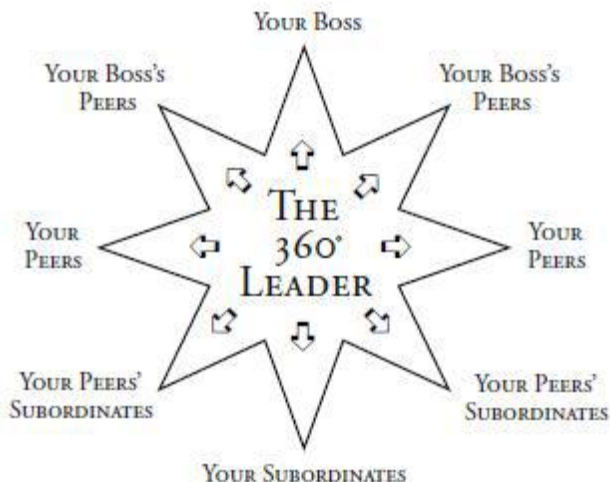 Your Boss
Your Boss's
Peers
Your Boss's
Peers
The
360°
Leader
Your
Peers
Your
Peers
Your Peers'
Subordinates
Your Peers'
Subordinates
Your Subordinates